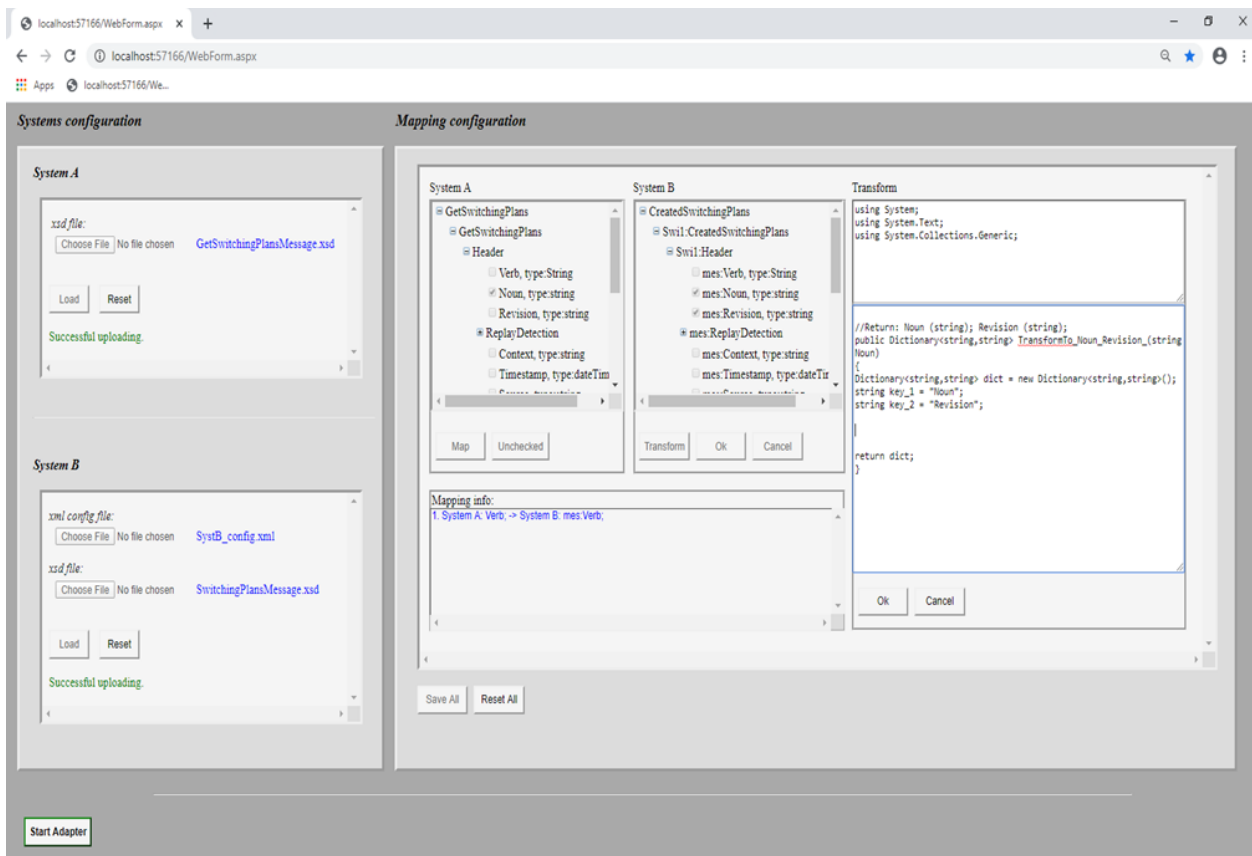 localhost:57166/WebForm.aspx
localhost:57166/WebForm.aspx
Apps localhost:57166/We...
Systems configuration
Mapping configuration
System A
xsd file:
Choose File No file chosen GetSwitchingPlansMessage.xsd
Load Reset
Successful uploading.
System B
xml config file:
Choose File No file chosen SystB_config.xml
xsd file:
Choose File No file chosen SwitchingPlansMessage.xsd
Load Reset
Successful uploading.
System A
GetSwitchingPlans
GetSwitchingPlans
Header
Verb, type:String
Noun, type:string
Revision, type:string
ReplayDetection
Context, type:string
Timestamp, type:dateTim
Map Unchecked
System B
CreatedSwitchingPlans
Swi1:CreatedSwitchingPlans
Swi1:Header
mes:Verb, type:String
mes:Noun, type:string
mes:Revision, type:string
mes:ReplayDetection
mes:Context, type:string
mes:Timestamp, type:dateTir
Transform Ok Cancel
Transform
using System;
using System.Text;
using System.Collections.Generic;
//Return: Noun (string); Revision (string);
public Dictionary<string,string> TransformTo_Noun_Revision_(string
Noun)
{
Dictionary<string,string> dict = new Dictionary<string,string>();
string key_1 = "Noun";
string key_2 = "Revision";
return dict;
}
Ok Cancel
Mapping info:
1. System A: Verb; -> System B: mes:Verb;
Save All Reset All
Start Adapter